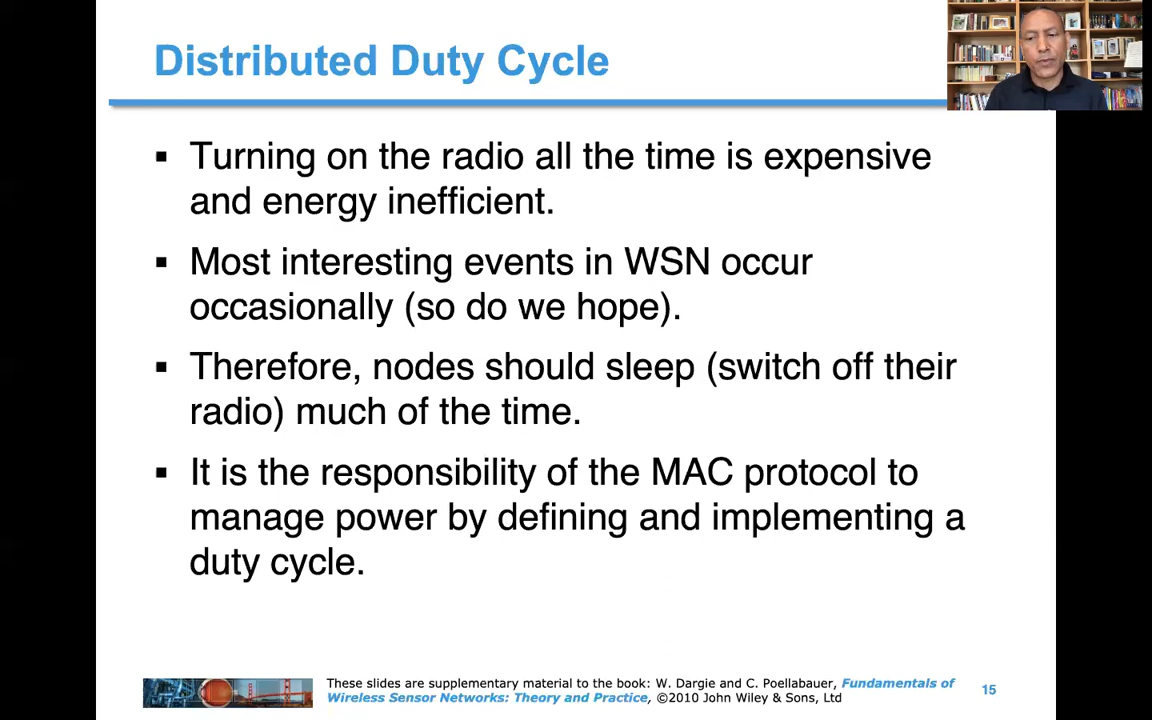 Distributed Duty Cycle
▪ Turning on the radio all the time is expensive
and energy inefficient.
▪ Most interesting events in WSN occur
occasionally (so do we hope).
▪ Therefore, nodes should sleep (switch off their
radio) much of the time.
▪ It is the responsibility of the MAC protocol to
manage power by defining and implementing a
duty cycle.
These slides are supplementary material to the book: W. Dargie and C. Poellabauer, Fundamentals of
Wireless Sensor Networks: Theory and Practice, ©2010 John Wiley & Sons, Ltd
15